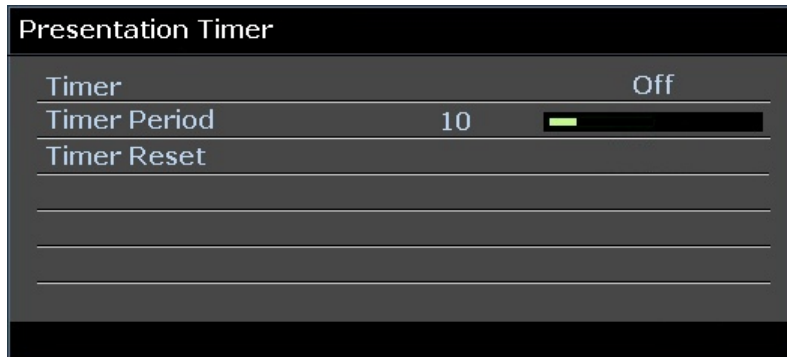 Presentation Timer
Timer Off
Timer Period 10
Timer Reset